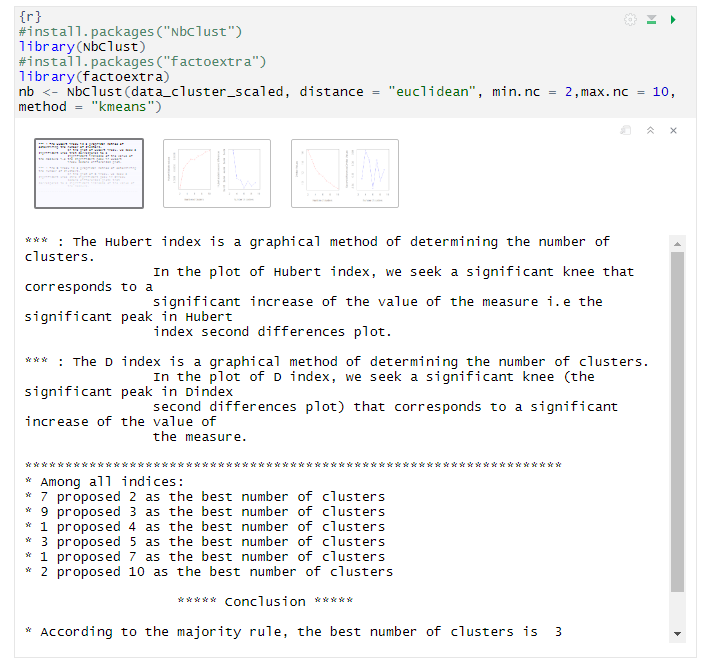 {r}
#install.packages("NbClust")
library(NbClust)
#install.packages("factoextra")
library(factoextra)
nb <- NbClust(data_cluster_scaled, distance = "euclidean", min.nc = 2,max.nc = 10,
method = "kmeans")
*** : The Hubert index is a graphical method of determining the number of
clusters.
In the plot of Hubert index, we seek a significant knee that
corresponds to a
significant increase of the value of the measure i.e the
significant peak in Hubert
index second differences plot.
*** : The D index is a graphical method of determining the number of clusters.
In the plot of D index, we seek a significant knee (the
significant peak in Dindex
second differences plot) that corresponds to a significant
increase of the value of
the measure.
*******************************************************************
* Among all indices:
* 7 proposed 2 as the best number of clusters
* 9 proposed 3 as the best number of clusters
* 1 proposed 4 as the best number of clusters
* 3 proposed 5 as the best number of clusters
* 1 proposed 7 as the best number of clusters
* 2 proposed 10 as the best number of clusters
***** Conclusion *****
* According to the majority rule, the best number of clusters is  3